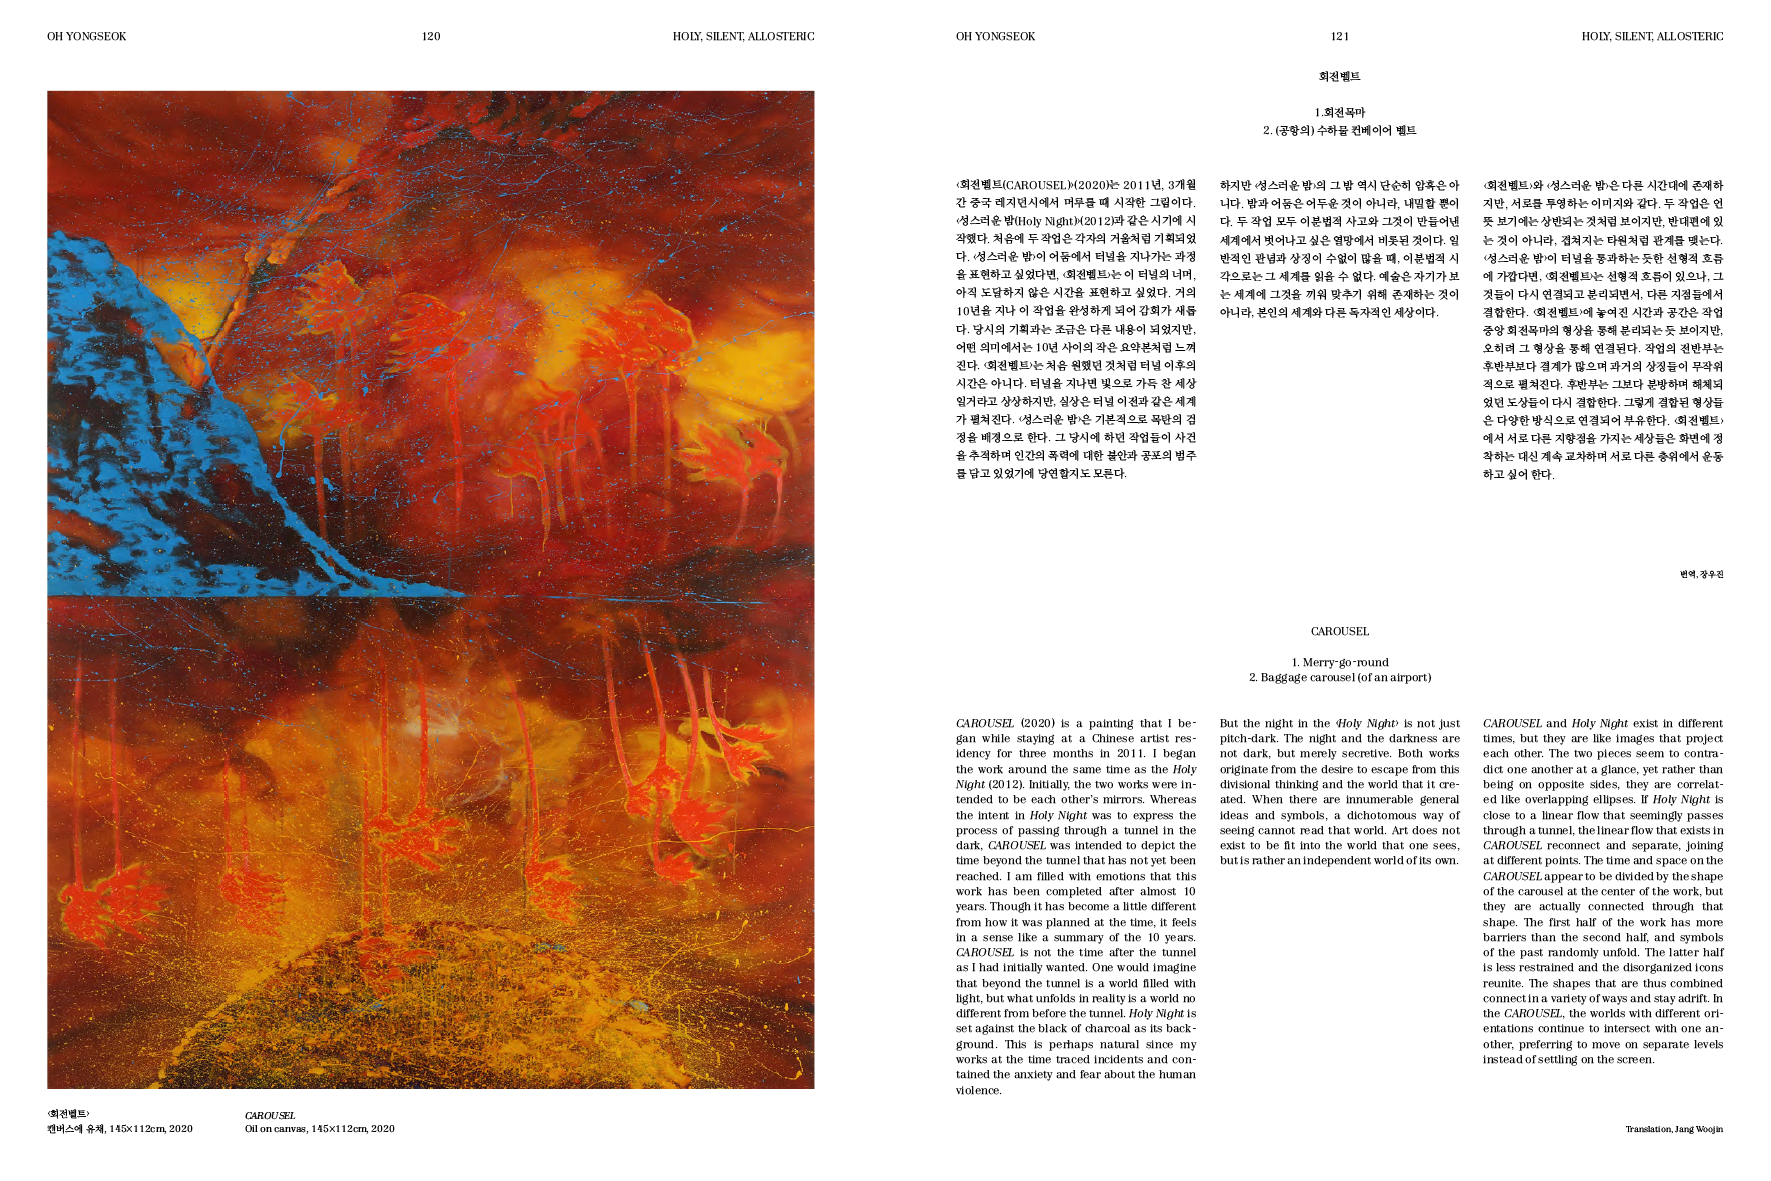 OH YONGSEOK
120
HOLY, SILENT, ALLOSTERIC
‹회전벨트›
캔버스에 유채, 145×112cm, 2020
CAROUSEL
Oil on canvas, 145×112cm, 2020
OH YONGSEOK
121
HOLY, SILENT, ALLOSTERIC
회전벨트
1.회전목마
2. (공항의) 수하물 컨베이어 벨트
‹회전벨트(CAROUSEL)›(2020)는 2011년, 3개월
간 중국 레지던시에서 머무를 때 시작한 그림이다.
‹성스러운 밤(Holy Night)›(2012)과 같은 시기에 시
작했다. 처음에 두 작업은 각자의 거울처럼 기획되었
다. ‹성스러운 밤›이 어둠에서 터널을 지나가는 과정
을 표현하고 싶었다면, ‹회전벨트›는 이 터널의 너머,
아직 도달하지 않은 시간을 표현하고 싶었다. 거의
10년을 지나 이 작업을 완성하게 되어 감회가 새롭
다. 당시의 기획과는 조금은 다른 내용이 되었지만,
어떤 의미에서는 10년 사이의 작은 요약본처럼 느껴
진다. ‹회전벨트›는 처음 원했던 것처럼 터널 이후의
시간은 아니다. 터널을 지나면 빛으로 가득 찬 세상
일거라고 상상하지만, 실상은 터널 이전과 같은 세계
가 펼쳐진다. ‹성스러운 밤›은 기본적으로 목탄의 검
정을 배경으로 한다. 그 당시에 하던 작업들이 사건
을 추적하며 인간의 폭력에 대한 불안과 공포의 범주
를 담고 있었기에 당연할지도 모른다.
하지만 ‹성스러운 밤›의 그 밤 역시 단순히 암흑은 아
니다. 밤과 어둠은 어두운 것이 아니라, 내밀할 뿐이
다. 두 작업 모두 이분법적 사고와 그것이 만들어낸
세계에서 벗어나고 싶은 열망에서 비롯된 것이다. 일
반적인 관념과 상징이 수없이 많을 때, 이분법적 시
각으로는 그 세계를 읽을 수 없다. 예술은 자기가 보
는 세계에 그것을 끼워 맞추기 위해 존재하는 것이
아니라, 본인의 세계와 다른 독자적인 세상이다.
‹회전벨트›와 ‹성스러운 밤›은 다른 시간대에 존재하
지만, 서로를 투영하는 이미지와 같다. 두 작업은 언
뜻 보기에는 상반되는 것처럼 보이지만, 반대편에 있
는 것이 아니라, 겹쳐지는 타원처럼 관계를 맺는다.
‹성스러운 밤›이 터널을 통과하는 듯한 선형적 흐름
에 가깝다면, ‹회전벨트›는 선형적 흐름이 있으나, 그
것들이 다시 연결되고 분리되면서, 다른 지점들에서
결합한다. ‹회전벨트›에 놓여진 시간과 공간은 작업
중앙 회전목마의 형상을 통해 분리되는 듯 보이지만,
오히려 그 형상을 통해 연결된다. 작업의 전반부는
후반부보다 결계가 많으며 과거의 상징들이 무작위
적으로 펼쳐진다. 후반부는 그보다 분방하며 해체되
었던 도상들이 다시 결합한다. 그렇게 결합된 형상들
은 다양한 방식으로 연결되어 부유한다. ‹회전벨트›
에서 서로 다른 지향점을 가지는 세상들은 화면에 정
착하는 대신 계속 교차하며 서로 다른 층위에서 운동
하고 싶어 한다.
번역, 장우진
CAROUSEL
1. Merry-go-round
2. Baggage carousel (of an airport)
CAROUSEL (2020) is a painting that I be-
gan while staying at a Chinese artist res-
idency for three months in 2011. I began
the work around the same time as the Holy
Night (2012). Initially, the two works were in-
tended to be each other's mirrors. Whereas
the intent in Holy Night was to express the
process of passing through a tunnel in the
dark, CAROUSEL was intended to depict the
time beyond the tunnel that has not yet been
reached. I am filled with emotions that this
work has been completed after almost 10
years. Though it has become a little different
from how it was planned at the time, it feels
in a sense like a summary of the 10 years.
CAROUSEL is not the time after the tunnel
as I had initially wanted. One would imagine
that beyond the tunnel is a world filled with
light, but what unfolds in reality is a world no
different from before the tunnel. Holy Night is
set against the black of charcoal as its back-
ground. This is perhaps natural since my
works at the time traced incidents and con-
tained the anxiety and fear about the human
violence.
But the night in the ‹Holy Night› is not just
pitch-dark. The night and the darkness are
not dark, but merely secretive. Both works
originate from the desire to escape from this
divisional thinking and the world that it cre-
ated. When there are innumerable general
ideas and symbols, a dichotomous way of
seeing cannot read that world. Art does not
exist to be fit into the world that one sees,
but is rather an independent world of its own.
CAROUSEL and Holy Night exist in different
times, but they are like images that project
each other. The two pieces seem to contra-
dict one another at a glance, yet rather than
being on opposite sides, they are correlat-
ed like overlapping ellipses. If Holy Night is
close to a linear flow that seemingly passes
through a tunnel, the linear flow that exists in
CAROUSEL reconnect and separate, joining
at different points. The time and space on the
CAROUSEL appear to be divided by the shape
of the carousel at the center of the work, but
they are actually connected through that
shape. The first half of the work has more
barriers than the second half, and symbols
of the past randomly unfold. The latter half
is less restrained and the disorganized icons
reunite. The shapes that are thus combined
connect in a variety of ways and stay adrift. In
the CAROUSEL, the worlds with different ori-
entations continue to intersect with one an-
other, preferring to move on separate levels
instead of settling on the screen.
Translation, Jang Woojin